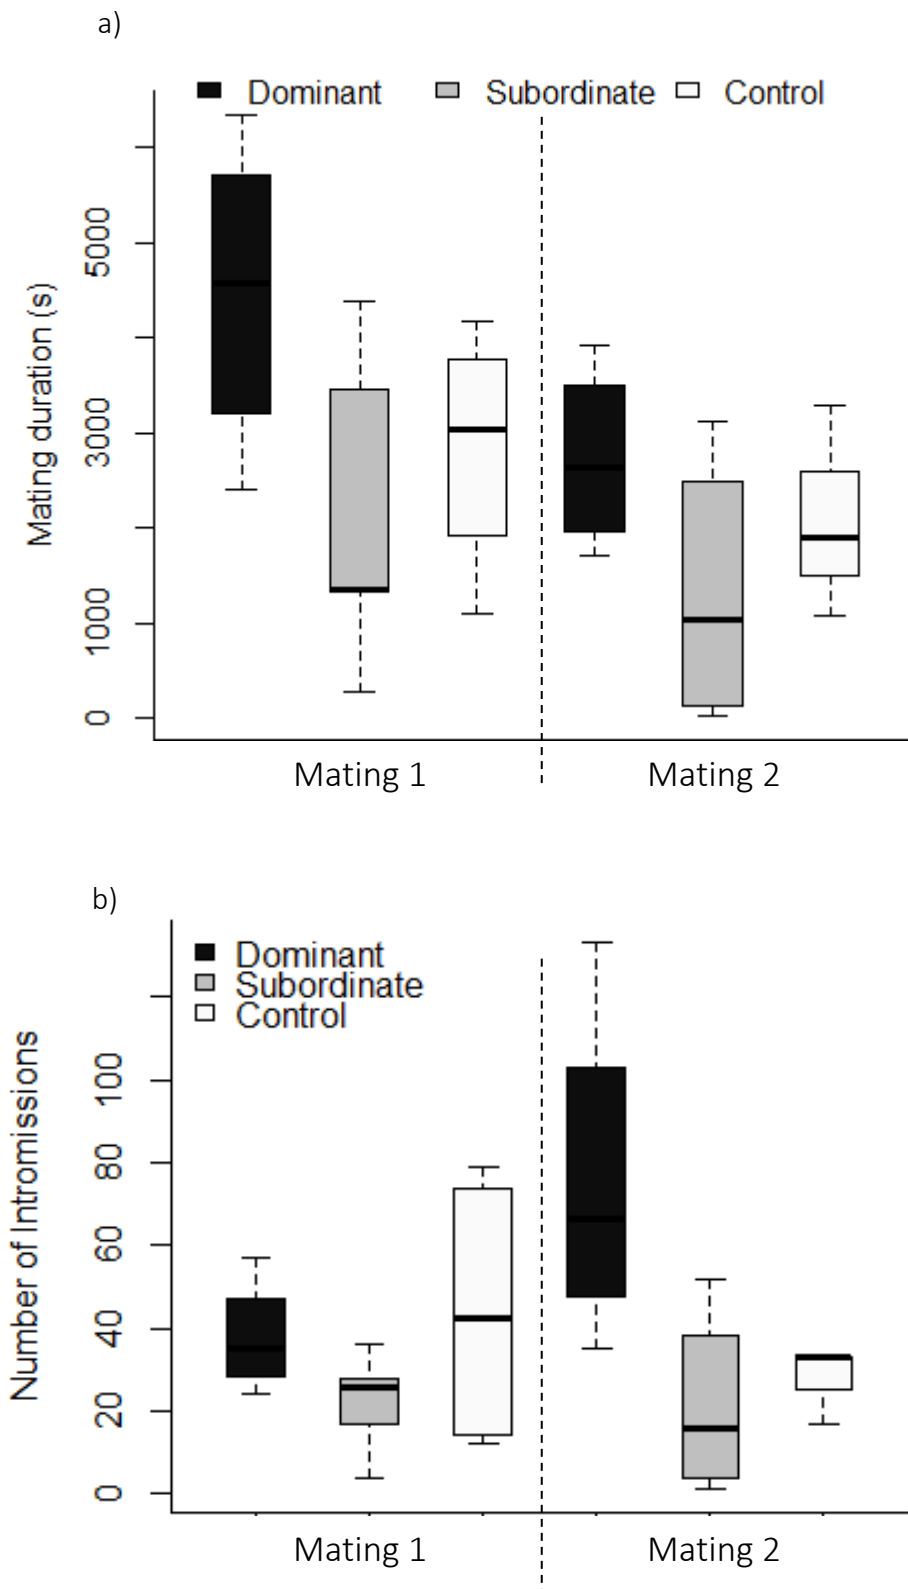 a)
Dominant Subordinate Control
Mating duration (s)
5000
3000
1000
0
Mating 1 Mating 2
b)
Dominant
Subordinate
Control
Number of Intromissions
100
80
60
40
20
0
Mating 1 Mating 2